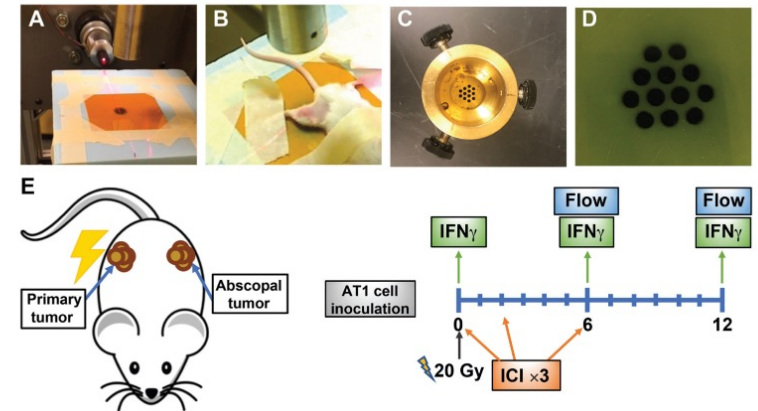 A
B
C
D
E
Primary
tumor
Abscopal
tumor
AT1 cell
inoculation
Flow
Flow
IFNγ
IFNγ
IFNγ
0
6
12
20 Gy
ICI ×3